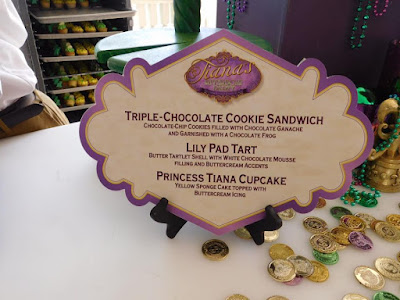 Tiana's
TRIPLE-CHOCOLATE COOKIE SANDWICH
CHOCOLATE-CHIP COOKIES FILLED WITH CHOCOLATE GANACHE
AND GARNISHED WITH A CHOCOLATE FROG
LILY PAD TART
BUTTER TARTLET SHELL WITH WHITE CHOCOLATE MOUSSE
FILLING AND BUTTERCREAM ACCENTS
PRINCESS TIANA CUPCAKE
YELLOW SPONGE CAKE TOPPED WITH
BUTTERCREAM ICING